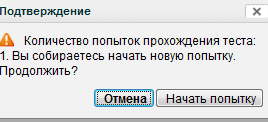 Подтверждение
Количество попыток прохождения теста:
1. Вы собираетесь начать новую попытку.
Продолжить?
Отмена
Начать попытку